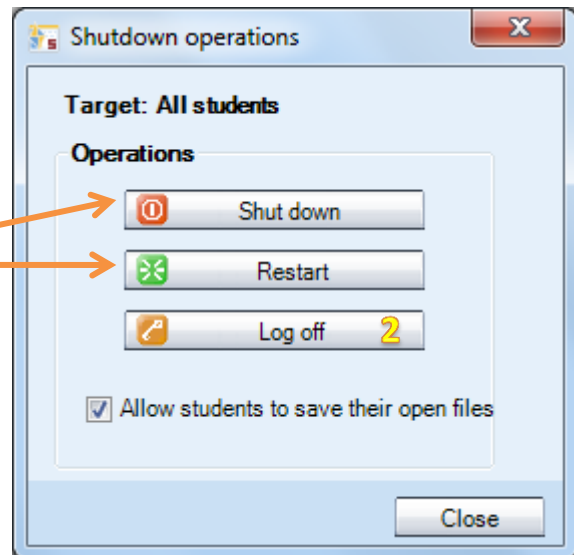 Shutdown operations
Target: All students
Operations
Shut down
Restart
Log off 2
Allow students to save their open files
Close